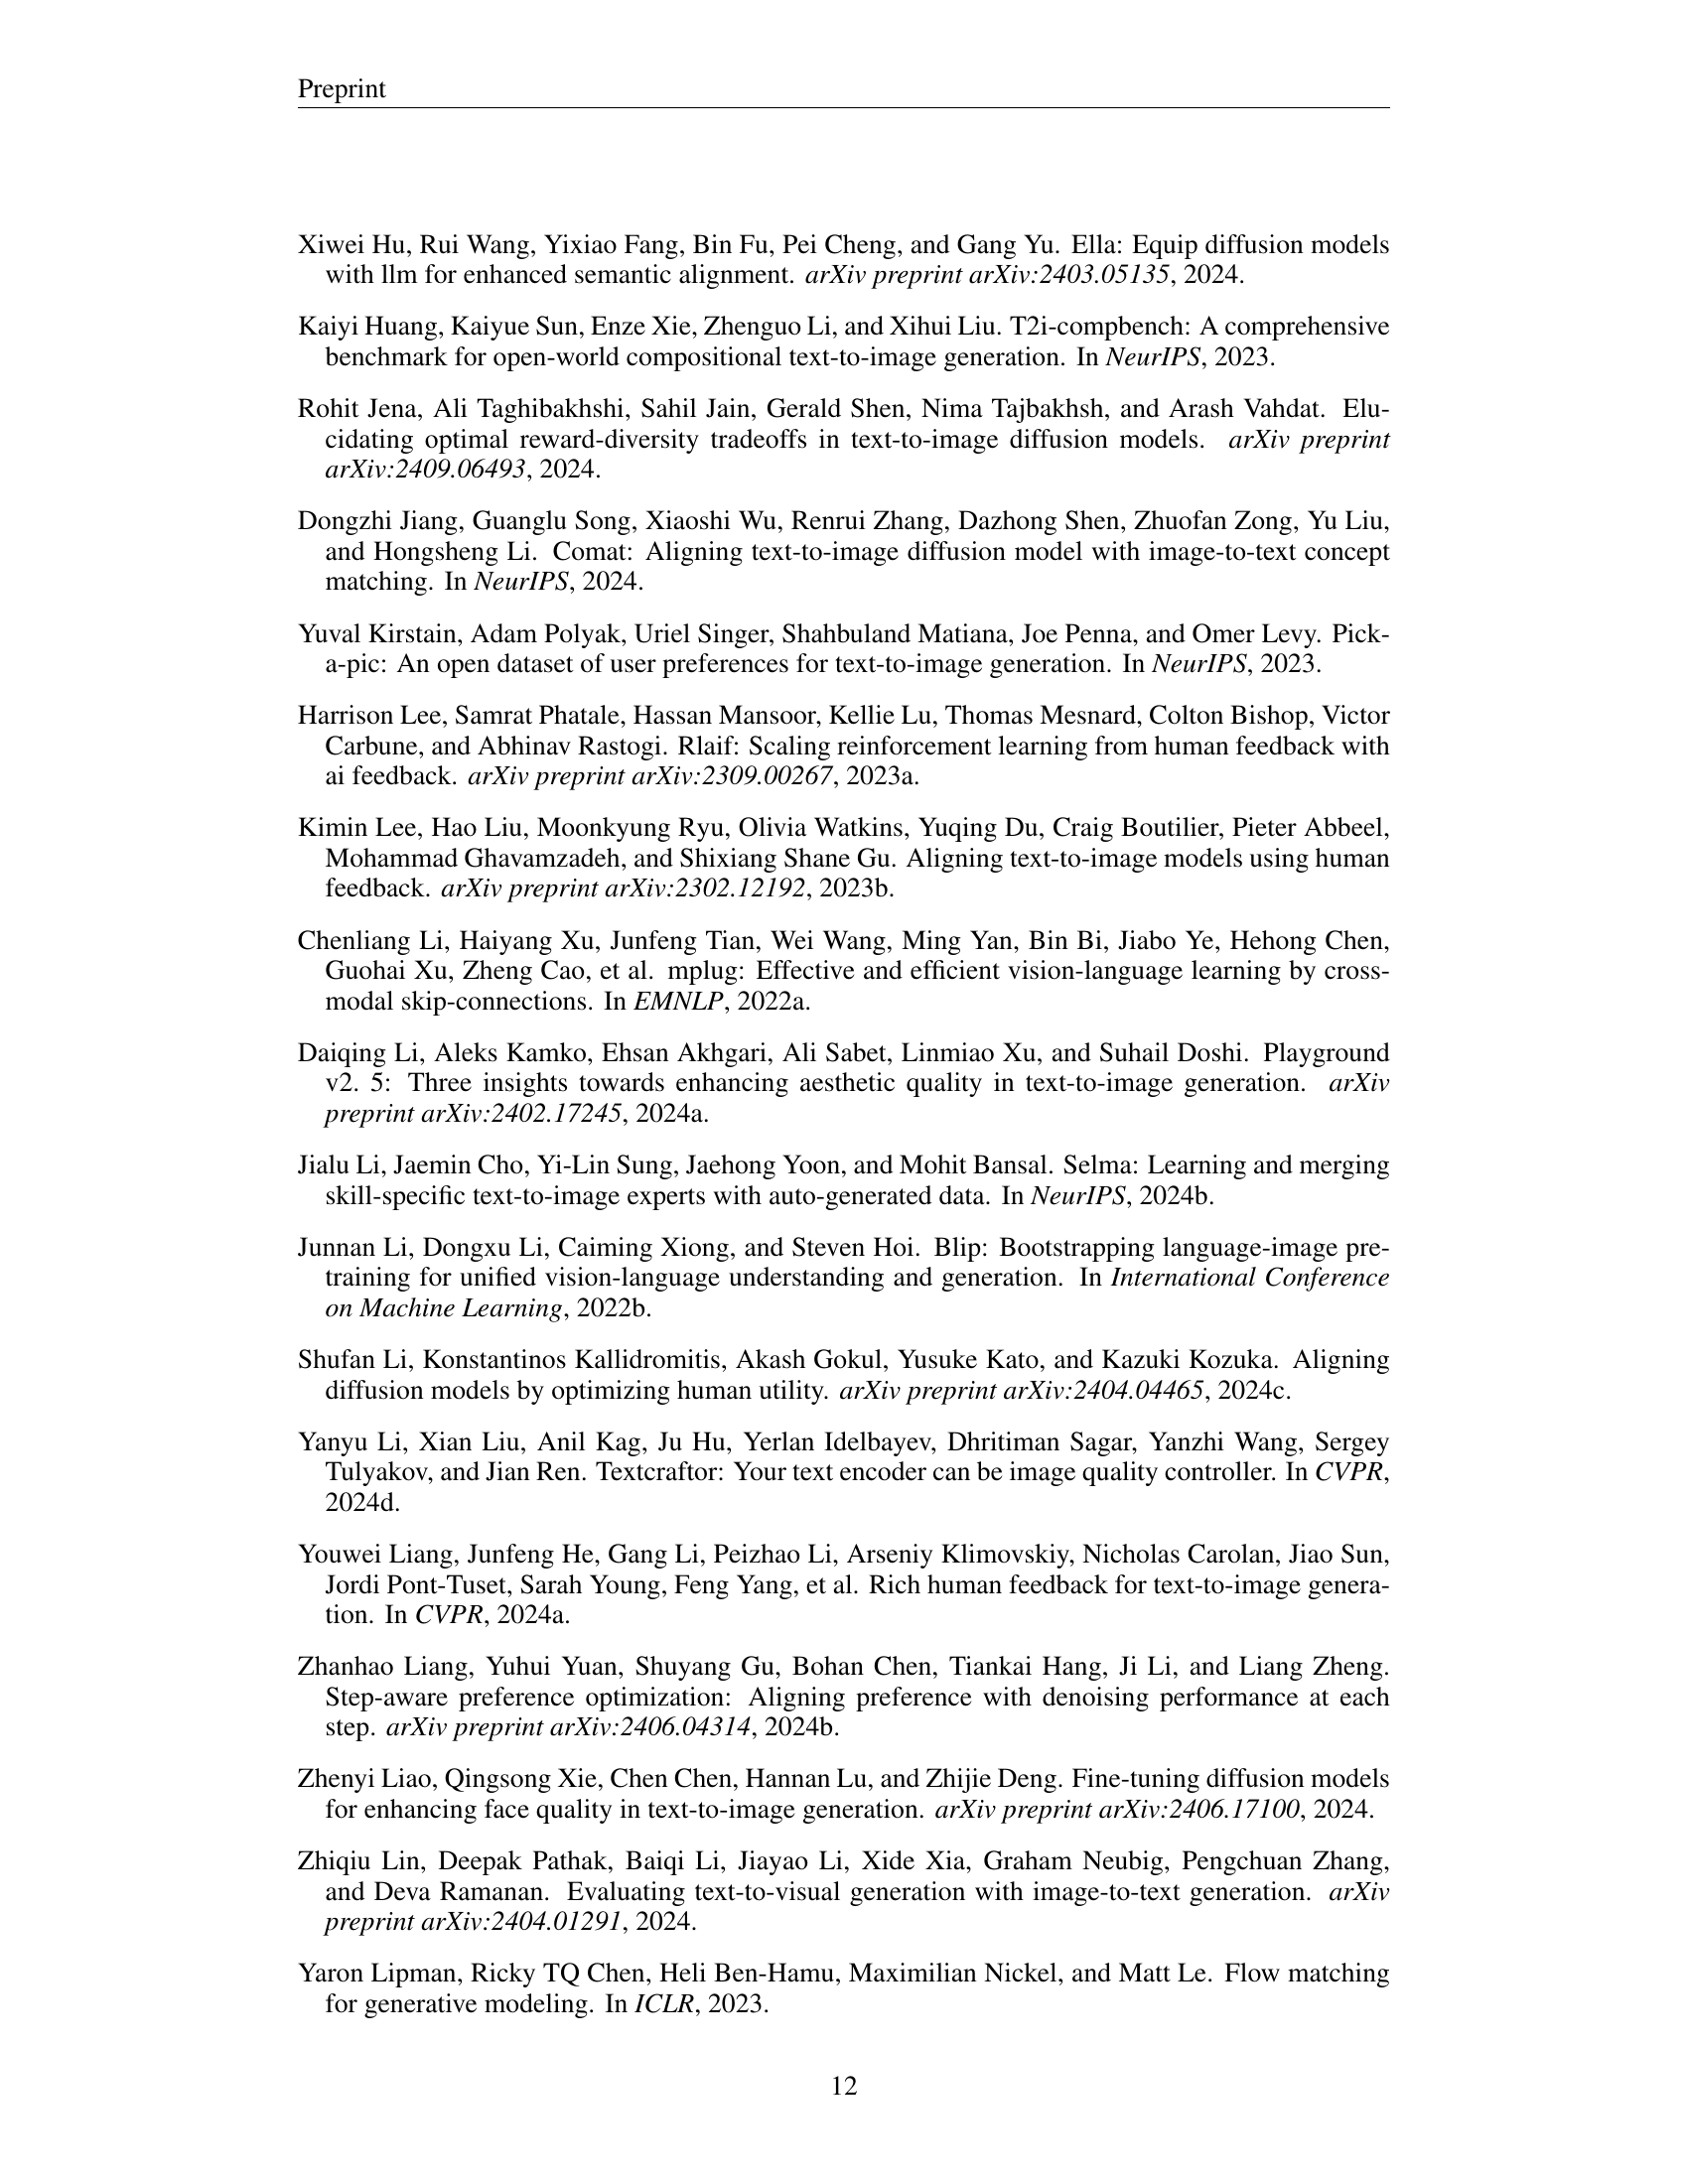 Preprint
Xiwei Hu, Rui Wang, Yixiao Fang, Bin Fu, Pei Cheng, and Gang Yu. Ella: Equip diffusion models
with llm for enhanced semantic alignment. arXiv preprint arXiv:2403.05135, 2024.
Kaiyi Huang, Kaiyue Sun, Enze Xie, Zhenguo Li, and Xihui Liu. T2i-compbench: A comprehensive
benchmark for open-world compositional text-to-image generation. In NeurIPS, 2023.
Rohit Jena, Ali Taghibakhshi, Sahil Jain, Gerald Shen, Nima Tajbakhsh, and Arash Vahdat. Elu-
cidating optimal reward-diversity tradeoffs in text-to-image diffusion models. arXiv preprint
arXiv:2409.06493, 2024.
Dongzhi Jiang, Guanglu Song, Xiaoshi Wu, Renrui Zhang, Dazhong Shen, Zhuofan Zong, Yu Liu,
and Hongsheng Li. Comat: Aligning text-to-image diffusion model with image-to-text concept
matching. In NeurIPS, 2024.
Yuval Kirstain, Adam Polyak, Uriel Singer, Shahbuland Matiana, Joe Penna, and Omer Levy. Pick-
a-pic: An open dataset of user preferences for text-to-image generation. In NeurIPS, 2023.
Harrison Lee, Samrat Phatale, Hassan Mansoor, Kellie Lu, Thomas Mesnard, Colton Bishop, Victor
Carbune, and Abhinav Rastogi. Rlaif: Scaling reinforcement learning from human feedback with
ai feedback. arXiv preprint arXiv:2309.00267, 2023a.
Kimin Lee, Hao Liu, Moonkyung Ryu, Olivia Watkins, Yuqing Du, Craig Boutilier, Pieter Abbeel,
Mohammad Ghavamzadeh, and Shixiang Shane Gu. Aligning text-to-image models using human
feedback. arXiv preprint arXiv:2302.12192, 2023b.
Chenliang Li, Haiyang Xu, Junfeng Tian, Wei Wang, Ming Yan, Bin Bi, Jiabo Ye, Hehong Chen,
Guohai Xu, Zheng Cao, et al. mplug: Effective and efficient vision-language learning by cross-
modal skip-connections. In EMNLP, 2022a.
Daiqing Li, Aleks Kamko, Ehsan Akhgari, Ali Sabet, Linmiao Xu, and Suhail Doshi. Playground
v2. 5: Three insights towards enhancing aesthetic quality in text-to-image generation. arXiv
preprint arXiv:2402.17245, 2024a.
Jialu Li, Jaemin Cho, Yi-Lin Sung, Jaehong Yoon, and Mohit Bansal. Selma: Learning and merging
skill-specific text-to-image experts with auto-generated data. In NeurIPS, 2024b.
Junnan Li, Dongxu Li, Caiming Xiong, and Steven Hoi. Blip: Bootstrapping language-image pre-
training for unified vision-language understanding and generation. In International Conference
on Machine Learning, 2022b.
Shufan Li, Konstantinos Kallidromitis, Akash Gokul, Yusuke Kato, and Kazuki Kozuka. Aligning
diffusion models by optimizing human utility. arXiv preprint arXiv:2404.04465, 2024c.
Yanyu Li, Xian Liu, Anil Kag, Ju Hu, Yerlan Idelbayev, Dhritiman Sagar, Yanzhi Wang, Sergey
Tulyakov, and Jian Ren. Textcraftor: Your text encoder can be image quality controller. In CVPR,
2024d.
Youwei Liang, Junfeng He, Gang Li, Peizhao Li, Arseniy Klimovskiy, Nicholas Carolan, Jiao Sun,
Jordi Pont-Tuset, Sarah Young, Feng Yang, et al. Rich human feedback for text-to-image genera-
tion. In CVPR, 2024a.
Zhanhao Liang, Yuhui Yuan, Shuyang Gu, Bohan Chen, Tiankai Hang, Ji Li, and Liang Zheng.
Step-aware preference optimization: Aligning preference with denoising performance at each
step. arXiv preprint arXiv:2406.04314, 2024b.
Zhenyi Liao, Qingsong Xie, Chen Chen, Hannan Lu, and Zhijie Deng. Fine-tuning diffusion models
for enhancing face quality in text-to-image generation. arXiv preprint arXiv:2406.17100, 2024.
Zhiqiu Lin, Deepak Pathak, Baiqi Li, Jiayao Li, Xide Xia, Graham Neubig, Pengchuan Zhang,
and Deva Ramanan. Evaluating text-to-visual generation with image-to-text generation. arXiv
preprint arXiv:2404.01291, 2024.
Yaron Lipman, Ricky TQ Chen, Heli Ben-Hamu, Maximilian Nickel, and Matt Le. Flow matching
for generative modeling. In ICLR, 2023.
12